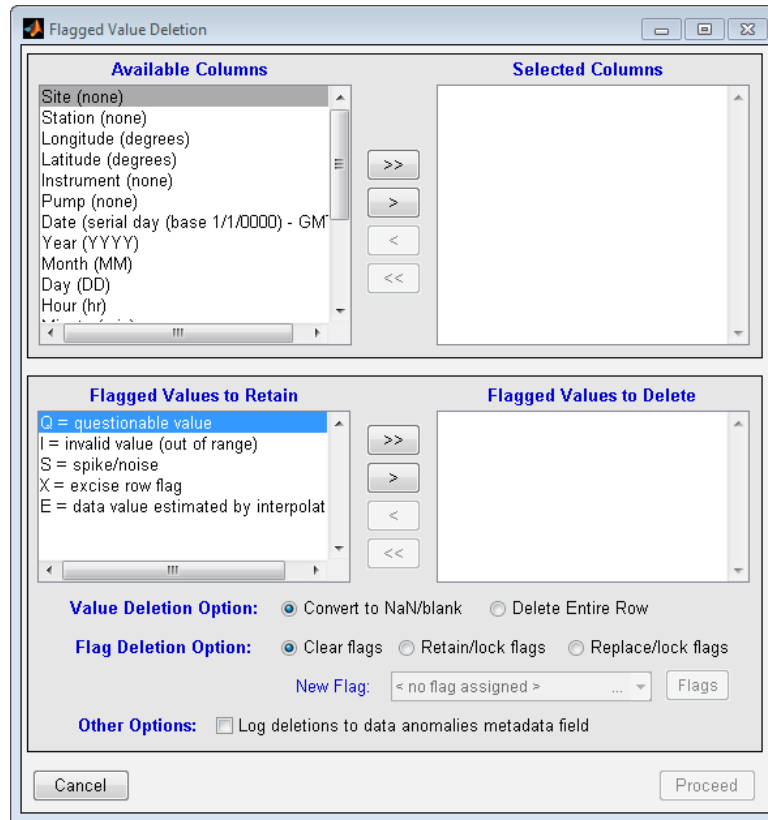 Flagged Value Deletion
Available Columns
Selected Columns
Site (none)
Station (none)
Longitude (degrees)
Latitude (degrees)
Instrument (none)
Pump (none)
Date (serial day (base 1/1/0000) - GMT
Year (YYYY)
Month (MM)
Day (DD)
Hour (hr)
>>
>
<
<<
Flagged Values to Retain
Flagged Values to Delete
Q = questionable value
I = invalid value (out of range)
S = spike/noise
X = excise row flag
E = data value estimated by interpolat
>>
>
<
<<
Value Deletion Option: Convert to NaN/blank Delete Entire Row
Flag Deletion Option: Clear flags Retain/lock flags Replace/lock flags
New Flag: < no flag assigned > ... Flags
Other Options: Log deletions to data anomalies metadata field
Cancel Proceed